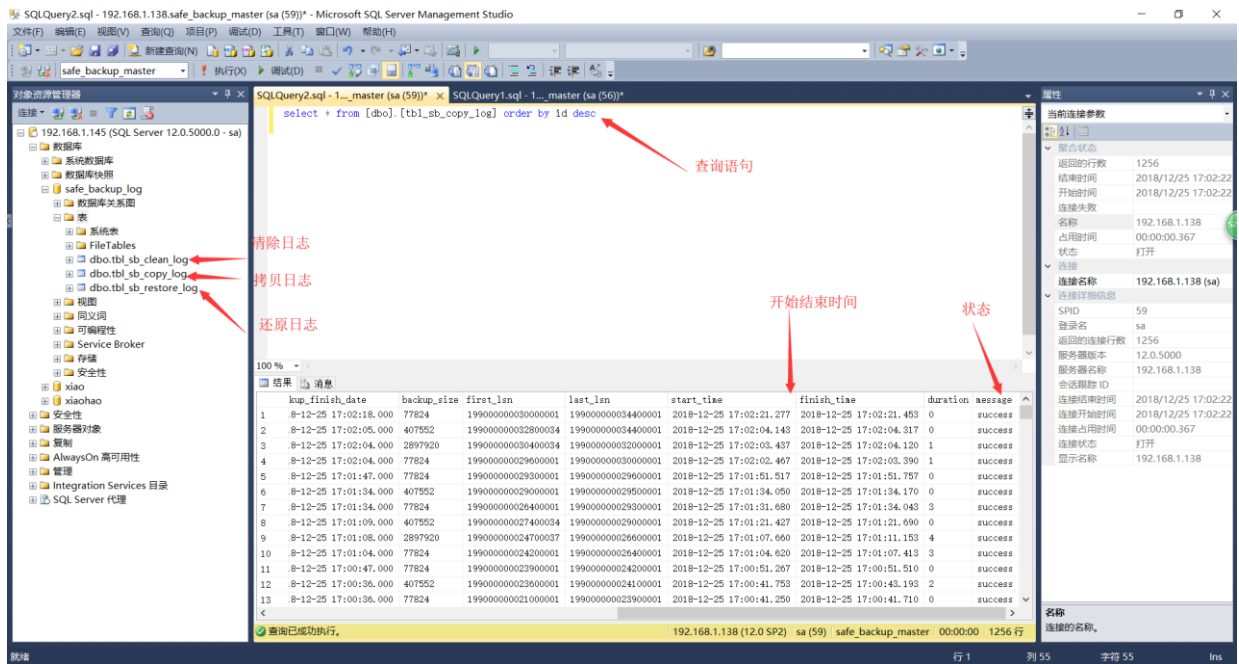 SQLQuery2.sql - 192.168.1.138.safe_backup_master (sa (59))* - Microsoft SQL Server Management Studio
文件(F) 编辑(E) 视图(V) 查询(Q) 项目(P) 调试(D) 工具(T) 窗口(W) 帮助(H)
新建查询(N)
safe_backup_master 执行(X) 调试(D)
对象资源管理器
连接
192.168.1.145 (SQL Server 12.0.5000.0 - sa)
数据库
系统数据库
数据库快照
safe_backup_log
数据库关系图
表
系统表
FileTables
dbo.tbl_sb_clean_log
dbo.tbl_sb_copy_log
dbo.tbl_sb_restore_log
视图
同义词
可编程性
Service Broker
存储
安全性
xiao
xiaohao
安全性
服务器对象
复制
AlwaysOn 高可用性
管理
Integration Services 目录
SQL Server 代理
清除日志
拷贝日志
还原日志
SQLQuery2.sql - 1..._master (sa (59))* SQLQuery1.sql - 1..._master (sa (56))*
select * from [dbo].[tbl_sb_copy_log] order by id desc
查询语句
开始结束时间
状态
100 %
结果 消息
kup_finish_date backup_size first_lsn last_lsn start_time finish_time duration message
1 8-12-25 17:02:18.000 77824 199000000030000001 199000000034400001 2018-12-25 17:02:21.277 2018-12-25 17:02:21.453 0 success
2 8-12-25 17:02:05.000 407552 199000000032800034 199000000034400001 2018-12-25 17:02:04.143 2018-12-25 17:02:04.317 0 success
3 8-12-25 17:02:04.000 2897920 199000000030400034 199000000032000001 2018-12-25 17:02:03.437 2018-12-25 17:02:04.120 1 success
4 8-12-25 17:02:04.000 77824 199000000029600001 199000000030000001 2018-12-25 17:02:02.467 2018-12-25 17:02:03.390 1 success
5 8-12-25 17:01:47.000 77824 199000000029300001 199000000029600001 2018-12-25 17:01:51.517 2018-12-25 17:01:51.757 0 success
6 8-12-25 17:01:34.000 407552 199000000029000001 199000000029500001 2018-12-25 17:01:34.050 2018-12-25 17:01:34.170 0 success
7 8-12-25 17:01:34.000 77824 199000000026400001 199000000029300001 2018-12-25 17:01:31.680 2018-12-25 17:01:34.043 3 success
8 8-12-25 17:01:09.000 407552 199000000027400034 199000000029000001 2018-12-25 17:01:21.427 2018-12-25 17:01:21.690 0 success
9 8-12-25 17:01:08.000 2897920 199000000024700037 199000000026600001 2018-12-25 17:01:07.660 2018-12-25 17:01:11.153 4 success
10 8-12-25 17:01:04.000 77824 199000000024200001 199000000026400001 2018-12-25 17:01:04.620 2018-12-25 17:01:07.413 3 success
11 8-12-25 17:00:47.000 77824 199000000023900001 199000000024200001 2018-12-25 17:00:51.267 2018-12-25 17:00:51.510 0 success
12 8-12-25 17:00:36.000 407552 199000000023600001 199000000024100001 2018-12-25 17:00:41.753 2018-12-25 17:00:43.193 2 success
13 8-12-25 17:00:36.000 77824 199000000021000001 199000000023900001 2018-12-25 17:00:41.250 2018-12-25 17:00:41.710 0 success
查询已成功执行。 192.168.1.138 (12.0 SP2) sa (59) safe_backup_master 00:00:00 1256 行
属性
当前连接参数
聚合状态
返回的行数 1256
结束时间 2018/12/25 17:02:22
开始时间 2018/12/25 17:02:22
连接失败
名称 192.168.1.138
占用时间 00:00:00.367
状态 打开
连接
连接名称 192.168.1.138 (sa)
连接详细信息
SPID 59
登录名 sa
返回的连接行数 1256
服务器版本 12.0.5000
服务器名称 192.168.1.138
会话跟踪 ID
连接结束时间 2018/12/25 17:02:22
连接开始时间 2018/12/25 17:02:22
连接占用时间 00:00:00.367
连接状态 打开
显示名称 192.168.1.138
名称
连接的名称。
就绪 行 1 列 55 字符 55 Ins